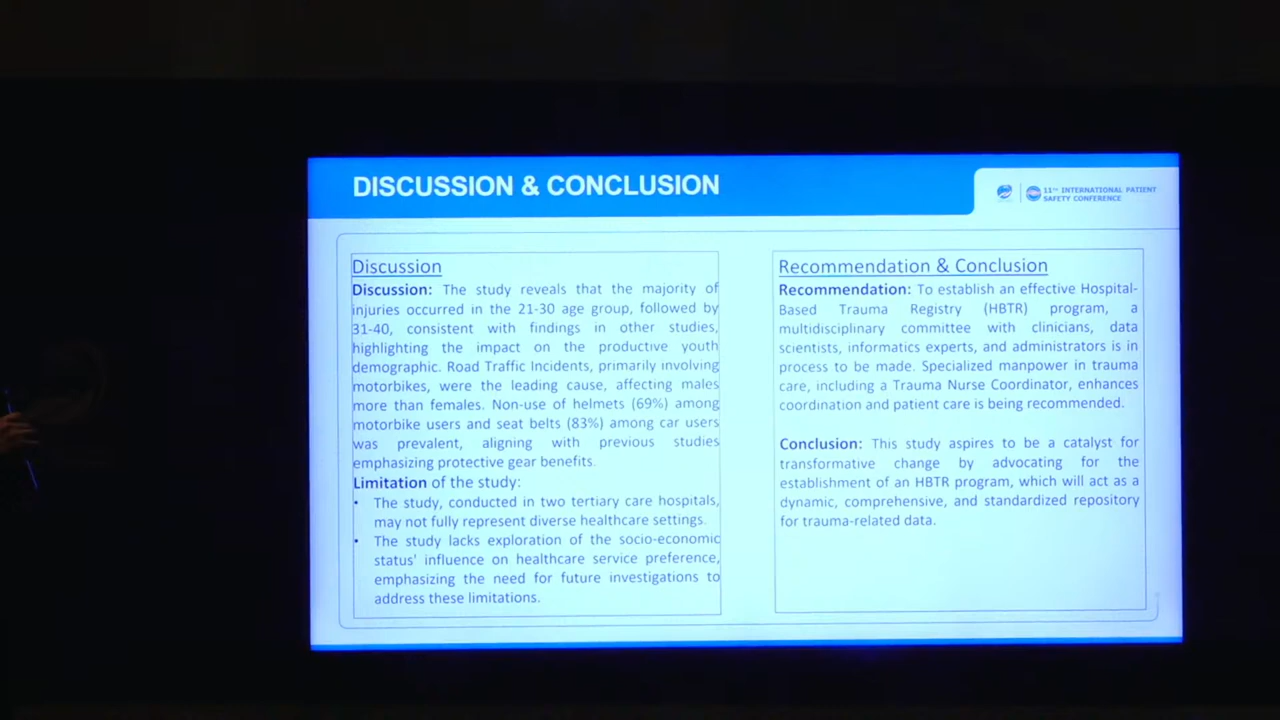 DISCUSSION & CONCLUSION
11TH INTERNATIONAL PATIENT
SAFETY CONFERENCE
Discussion
Discussion: The study reveals that the majority of
injuries occurred in the 21-30 age group, followed by
31-40, consistent with findings in other studies,
highlighting the impact on the productive youth
demographic. Road Traffic Incidents, primarily involving
motorbikes, were the leading cause, affecting males
more than females. Non-use of helmets (69%) among
motorbike users and seat belts (83%) among car users
was prevalent, aligning with previous studies
emphasizing protective gear benefits.
Limitation of the study:
• The study, conducted in two tertiary care hospitals,
may not fully represent diverse healthcare settings.
• The study lacks exploration of the socio-economic
status' influence on healthcare service preference,
emphasizing the need for future investigations to
address these limitations.
Recommendation & Conclusion
Recommendation: To establish an effective Hospital-
Based Trauma Registry (HBTR) program, a
multidisciplinary committee with clinicians, data
scientists, informatics experts, and administrators is in
process to be made. Specialized manpower in trauma
care, including a Trauma Nurse Coordinator, enhances
coordination and patient care is being recommended.
Conclusion: This study aspires to be a catalyst for
transformative change by advocating for the
establishment of an HBTR program, which will act as a
dynamic, comprehensive, and standardized repository
for trauma-related data.